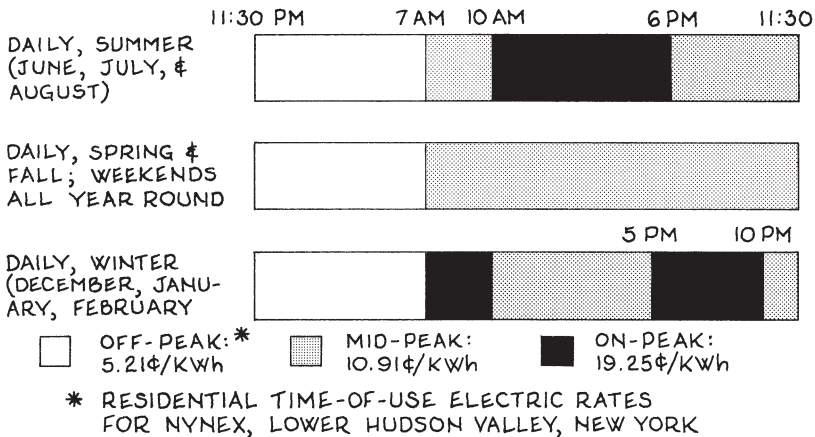 11:30 PM 7 AM 10 AM 6 PM 11:30
DAILY, SUMMER
(JUNE, JULY, &
AUGUST)
DAILY, SPRING &
FALL; WEEKENDS
ALL YEAR ROUND
5 PM 10 PM
DAILY, WINTER
(DECEMBER, JANU-
ARY, FEBRUARY
OFF-PEAK:* MID-PEAK: ON-PEAK:
5.21¢/KWh 10.91¢/KWh 19.25¢/KWh
* RESIDENTIAL TIME-OF-USE ELECTRIC RATES
FOR NYNEX, LOWER HUDSON VALLEY, NEW YORK